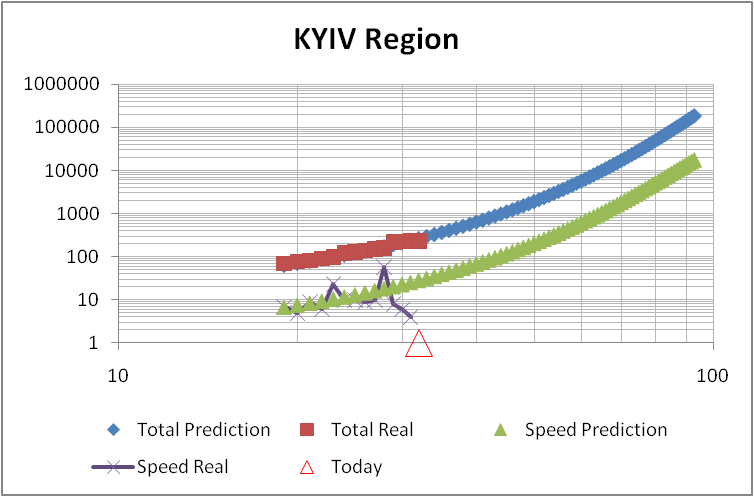 KYIV Region
1000000
100000
10000
1000
100
10
1
10 100
Total Prediction Total Real Speed Prediction
Speed Real Today